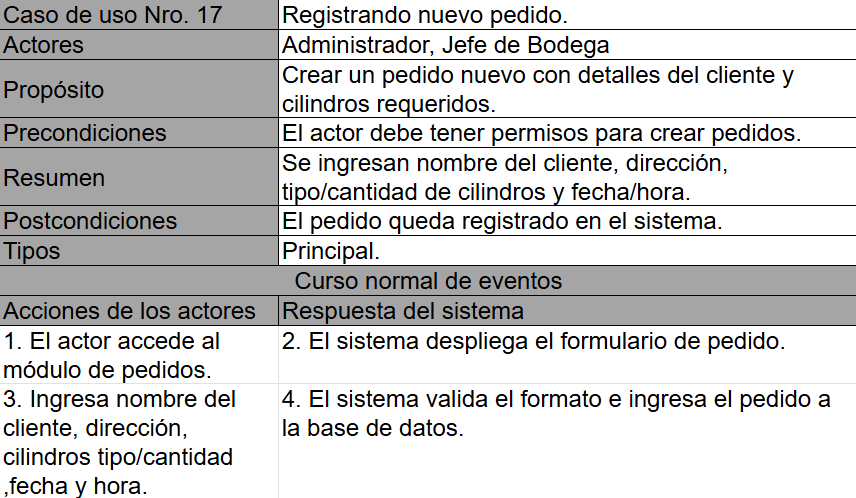 Caso de uso Nro. 17
Registrando nuevo pedido.
Actores
Administrador, Jefe de Bodega
Propósito
Crear un pedido nuevo con detalles del cliente y
cilindros requeridos.
Precondiciones
El actor debe tener permisos para crear pedidos.
Resumen
Se ingresan nombre del cliente, dirección,
tipo/cantidad de cilindros y fecha/hora.
Postcondiciones
El pedido queda registrado en el sistema.
Tipos
Principal.
Curso normal de eventos
Acciones de los actores
Respuesta del sistema
1. El actor accede al
módulo de pedidos.
2. El sistema despliega el formulario de pedido.
3. Ingresa nombre del
cliente, dirección,
cilindros tipo/cantidad
,fecha y hora.
4. El sistema valida el formato e ingresa el pedido a
la base de datos.